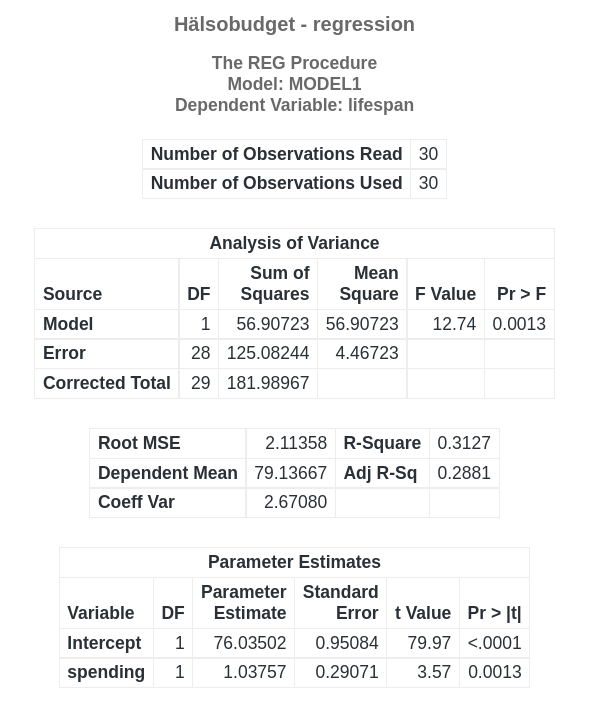 Hälsobudget - regression
The REG Procedure
Model: MODEL1
Dependent Variable: lifespan
Number of Observations Read 30
Number of Observations Used 30
Analysis of Variance
Source DF Sum of Squares Mean Square F Value Pr > F
Model 1 56.90723 56.90723 12.74 0.0013
Error 28 125.08244 4.46723
Corrected Total 29 181.98967
Root MSE 2.11358 R-Square 0.3127
Dependent Mean 79.13667 Adj R-Sq 0.2881
Coeff Var 2.67080
Parameter Estimates
Variable DF Parameter Estimate Standard Error t Value Pr > |t|
Intercept 1 76.03502 0.95084 79.97 <.0001
spending 1 1.03757 0.29071 3.57 0.0013